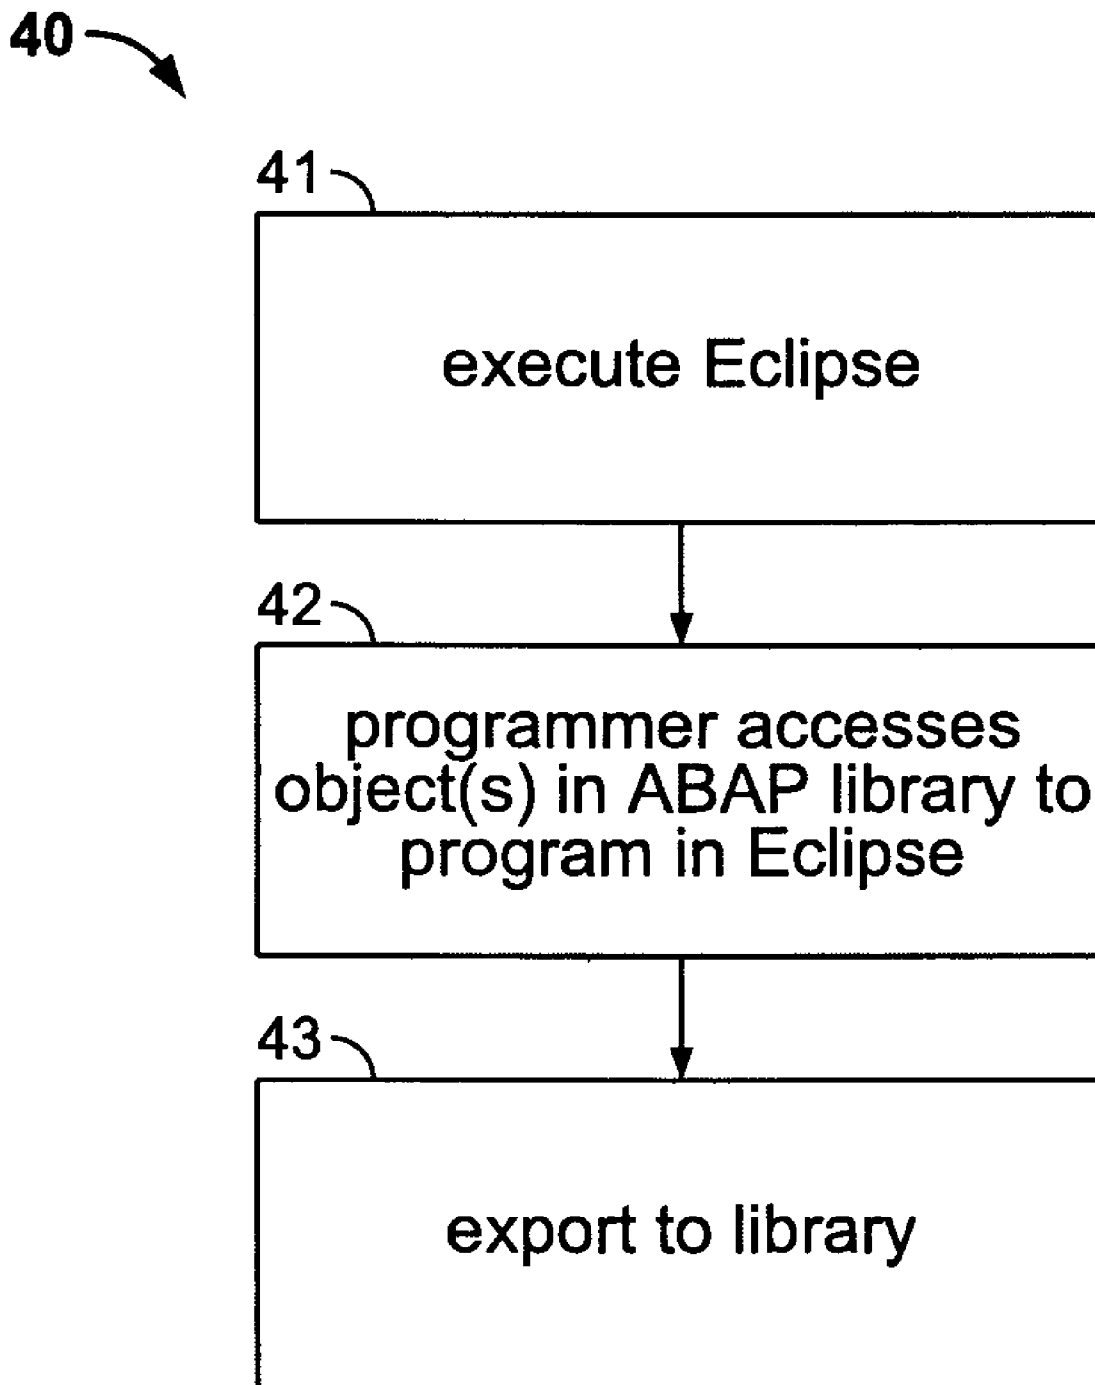 40
41
execute Eclipse
42
programmer accesses
object(s) in ABAP library to
program in Eclipse
43
export to library